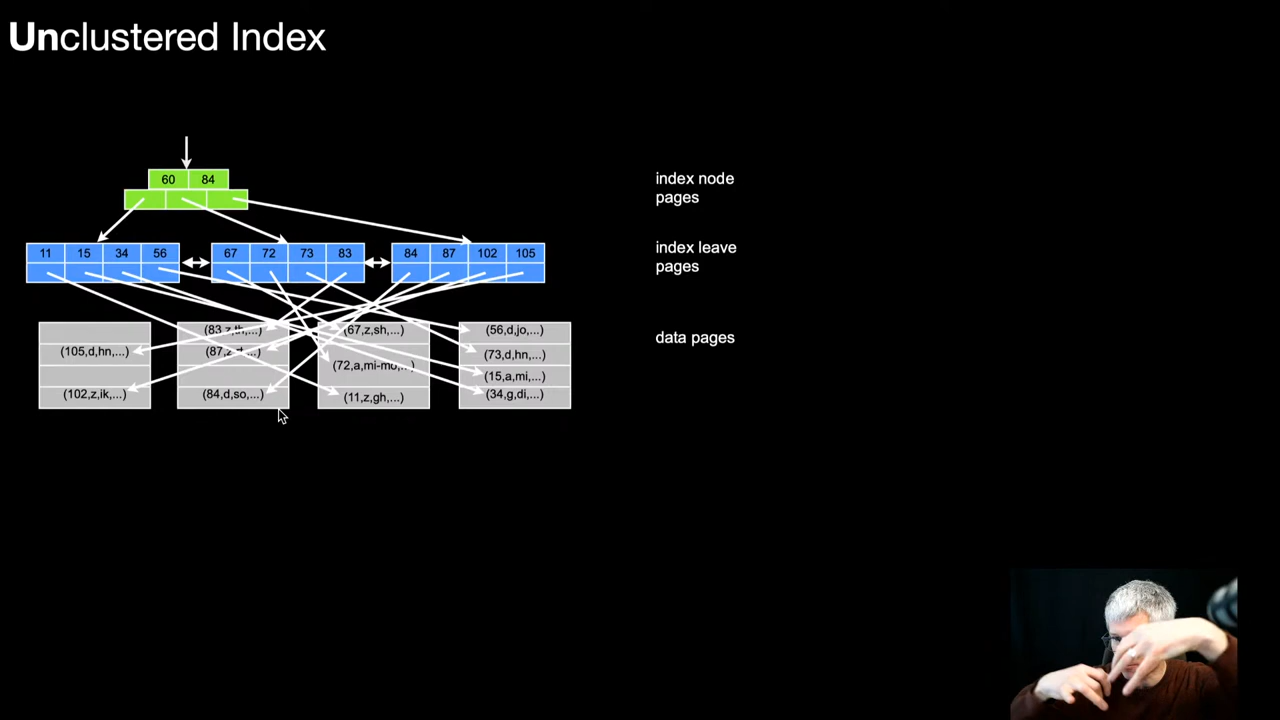 Unclustered Index
60 84
index node
pages
11 15 34 56 67 72 73 83 84 87 102 105
index leave
pages
(83,z,th,...) (67,z,sh,...) (56,d,jo,...)
data pages
(105,d,hn,...) (73,d,hn,...)
(72,a,mi-mo,..)
(15,a,mi,...)
(102,z,ik,...) (84,d,so,...) (11,z,gh,...) (34,g,di,...)